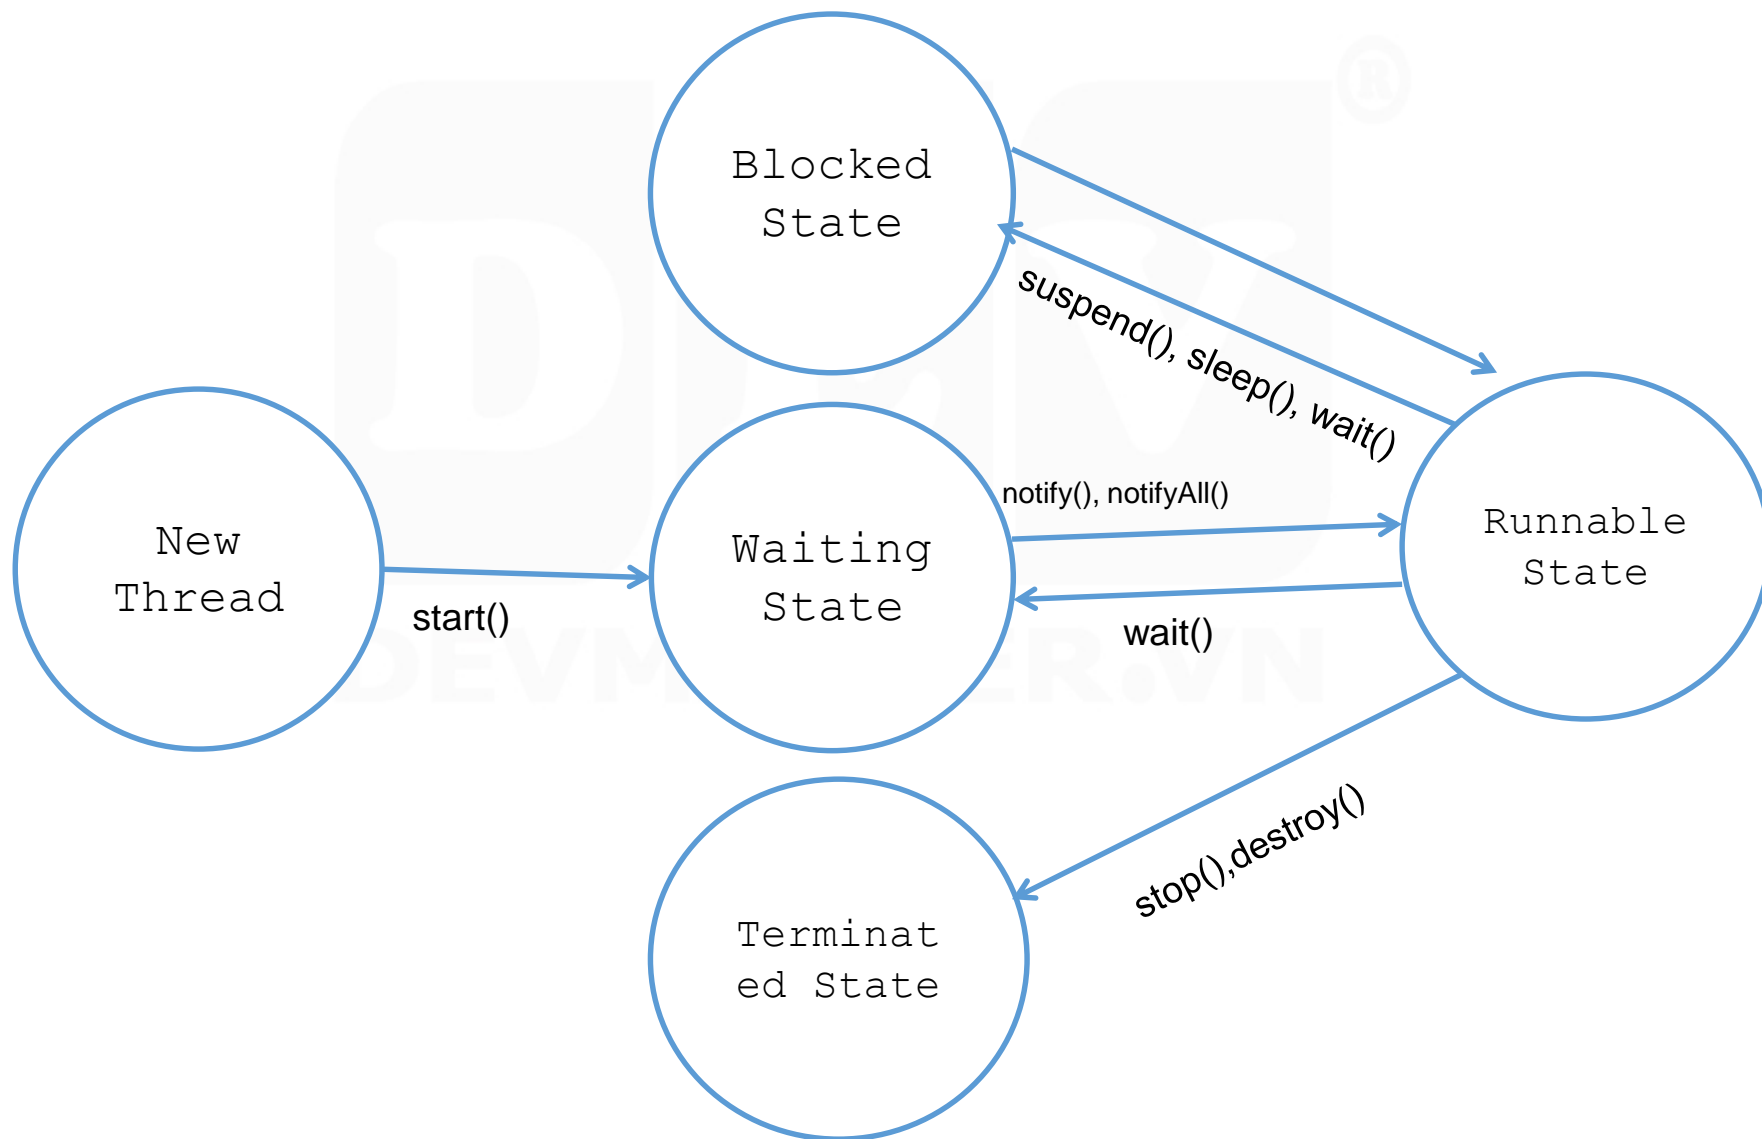 Blocked
State
suspend(), sleep(), wait()
New
Thread
start()
Waiting
State
notify(), notifyAll()
wait()
Runnable
State
stop(),destroy()
Terminat
ed State
®
DEV